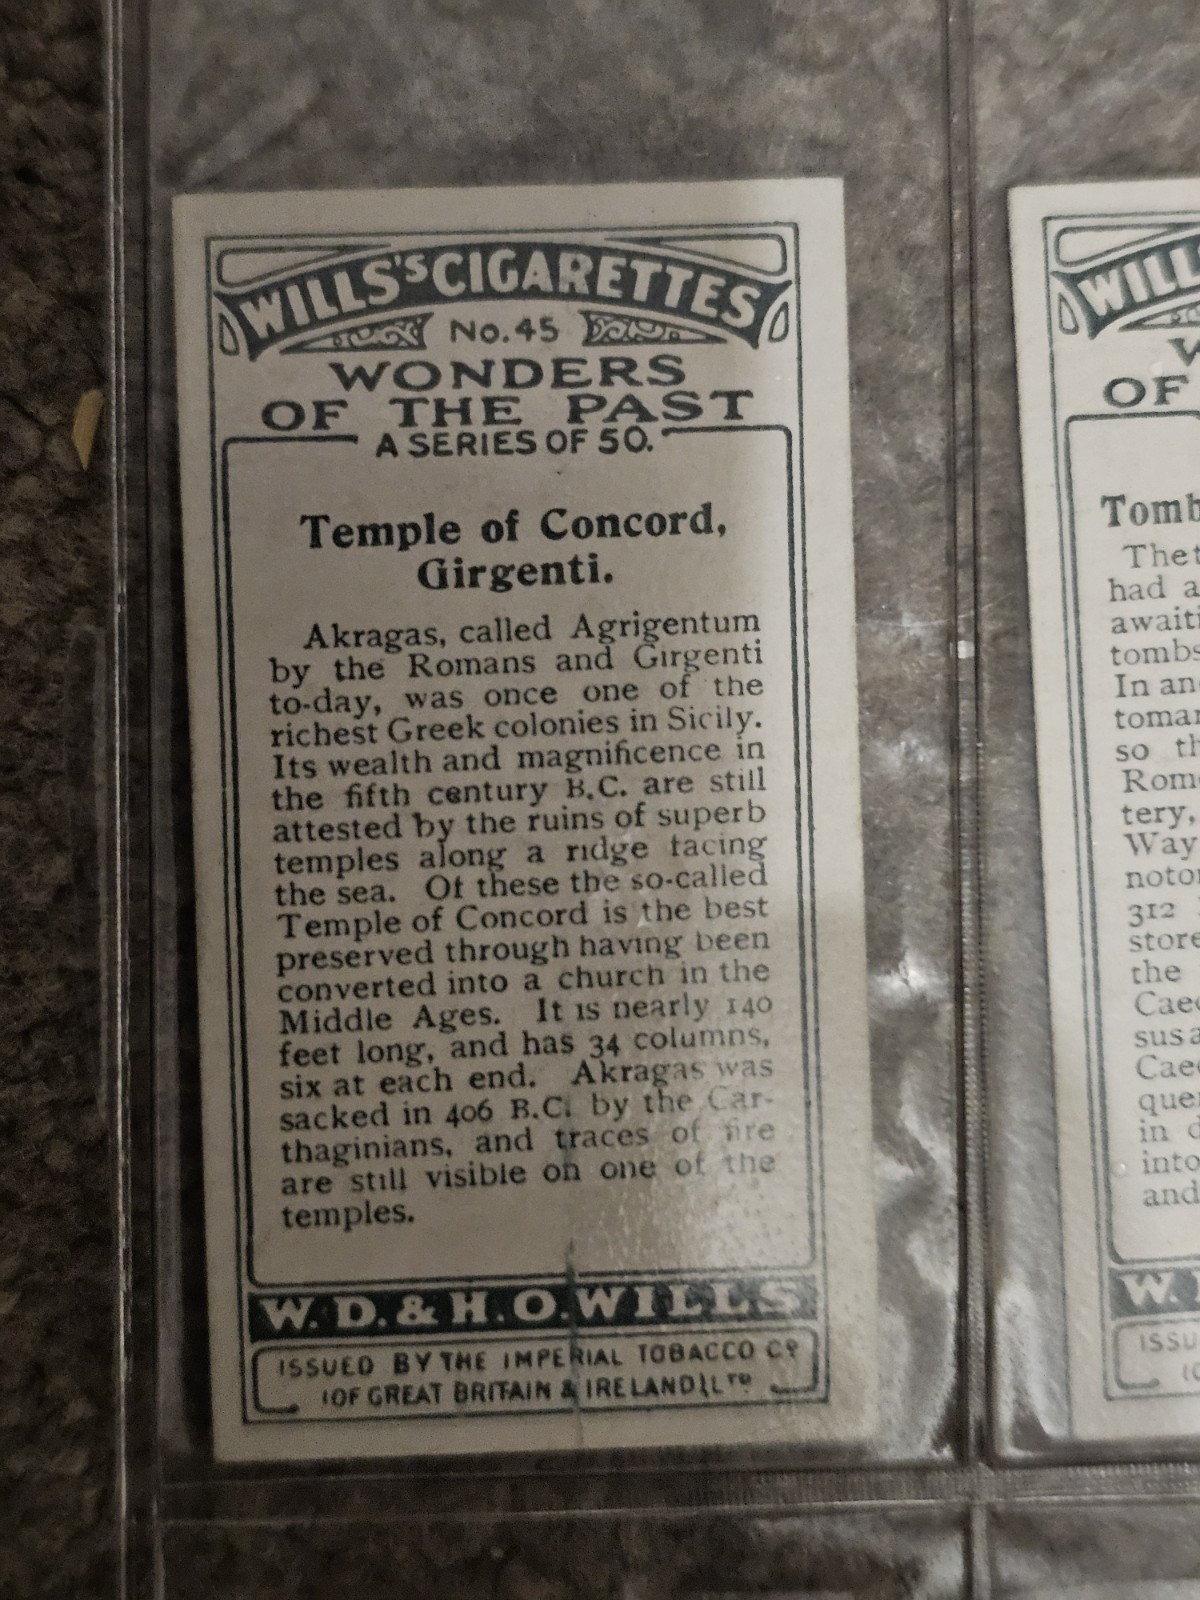 WILLS'S CIGARETTES
No. 45
WONDERS
OF THE PAST
A SERIES OF 50.
Temple of Concord,
Girgenti.
Akragas, called Agrigentum
by the Romans and Girgenti
to-day, was once one of the
richest Greek colonies in Sicily.
Its wealth and magnificence in
the fifth century B.C. are still
attested by the ruins of superb
temples along a ridge facing
the sea. Of these the so-called
Temple of Concord is the best
preserved through having been
converted into a church in the
Middle Ages. It is nearly 140
feet long, and has 34 columns,
six at each end. Akragas was
sacked in 406 B.C. by the Car-
thaginians, and traces of fire
are still visible on one of the
temples.
W.D. & H.O. WILLS
ISSUED BY THE IMPERIAL TOBACCO CO
(OF GREAT BRITAIN & IRELAND) LTD
WILL
W
OF
Tomb
The t
had a
awaiti
tombs
In an
toman
so th
Rom
tery,
Way
notor
312
store
the
Caec
sus a
Caec
quer
in d
into
and
W.
ISSU
(O